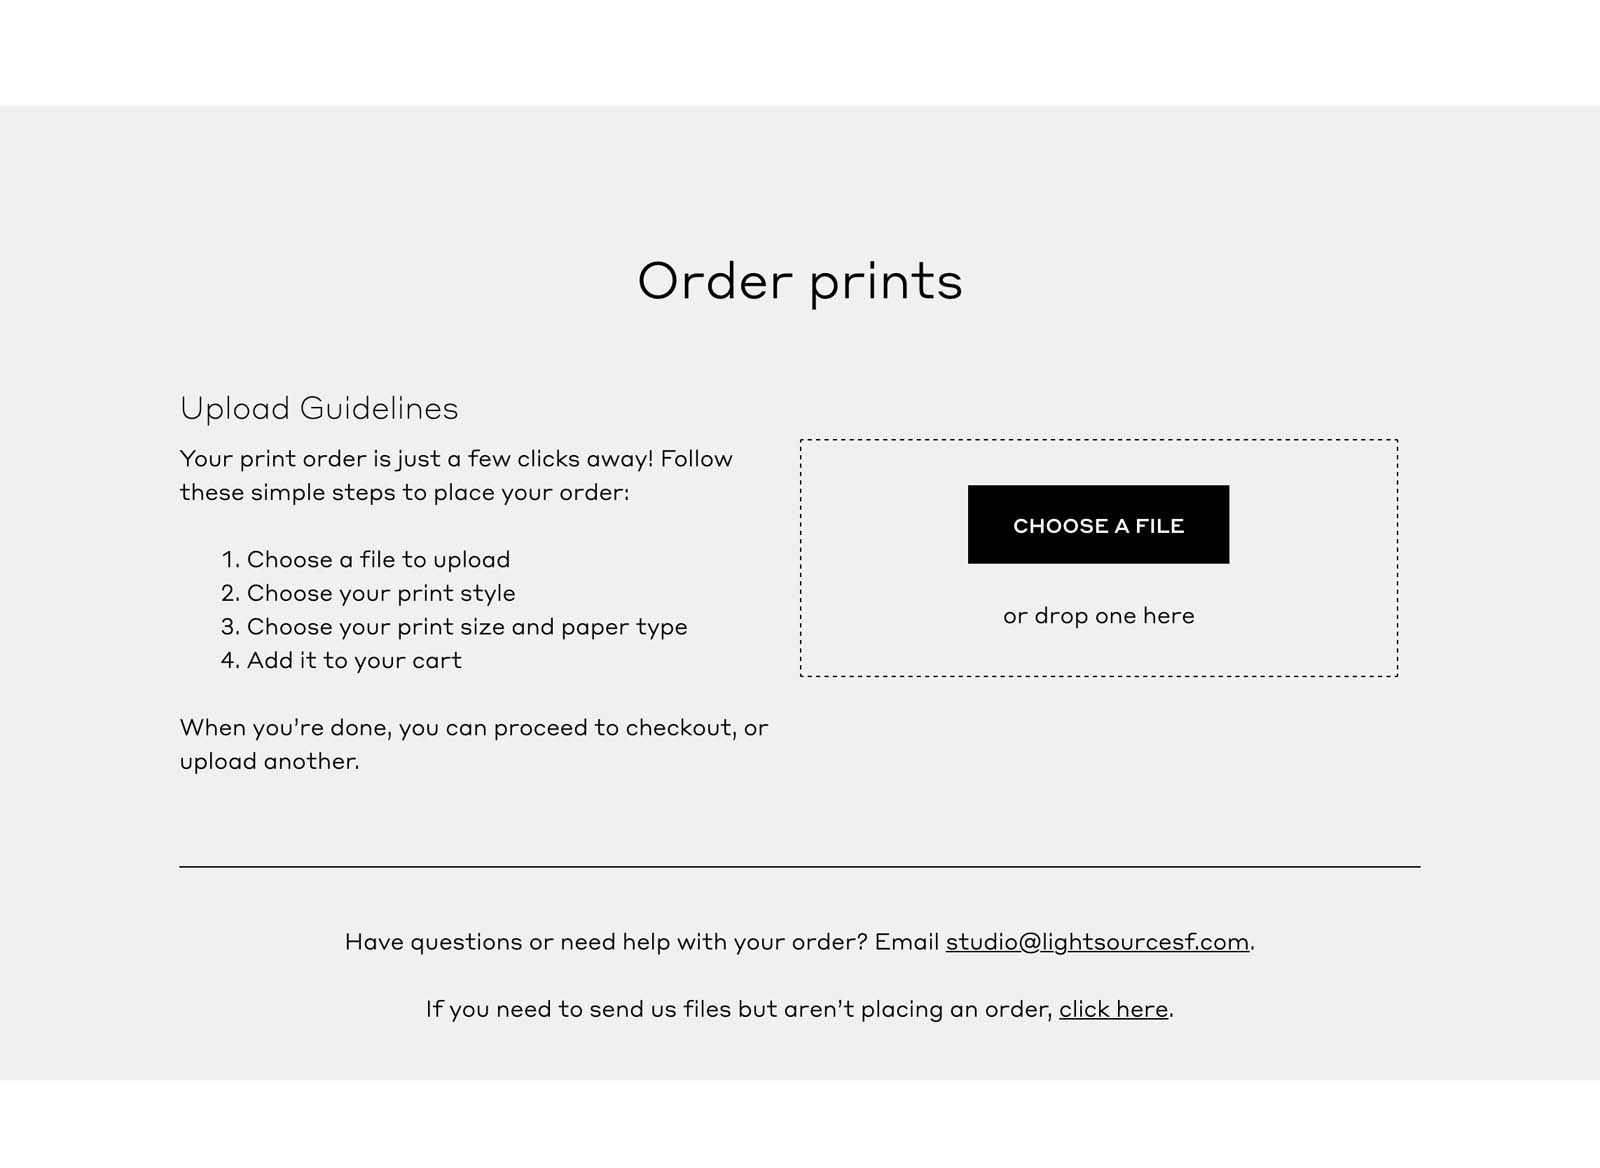 Order prints
Upload Guidelines
Your print order is just a few clicks away! Follow
these simple steps to place your order:
1. Choose a file to upload
2. Choose your print style
3. Choose your print size and paper type
4. Add it to your cart
When you’re done, you can proceed to checkout, or
upload another.
CHOOSE A FILE
or drop one here
Have questions or need help with your order? Email studio@lightsourcesf.com.
If you need to send us files but aren’t placing an order, click here.